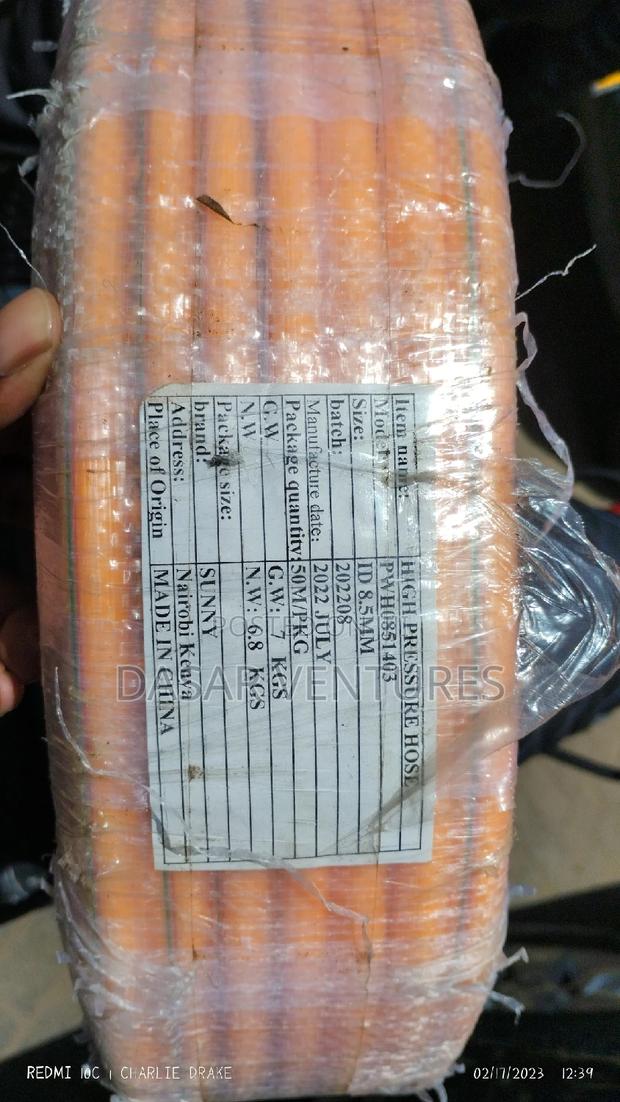 Item name: HIGH PRESSURE HOSE
Model: PWH0851403
Size: ID 8.5MM
batch: 202208
Manufacture date: 2022 JULY
Package quantity: 50M/PKG
G.W G.W: 7 KGS
N.W N.W: 6.8 KGS
Package size:
brand: SUNNY
Address: Nairobi Kenya
Place of Origin MADE IN CHINA
DASAP VENTURES
REDMI 10C | CHARLIE DRAKE
02/17/2023 12:39